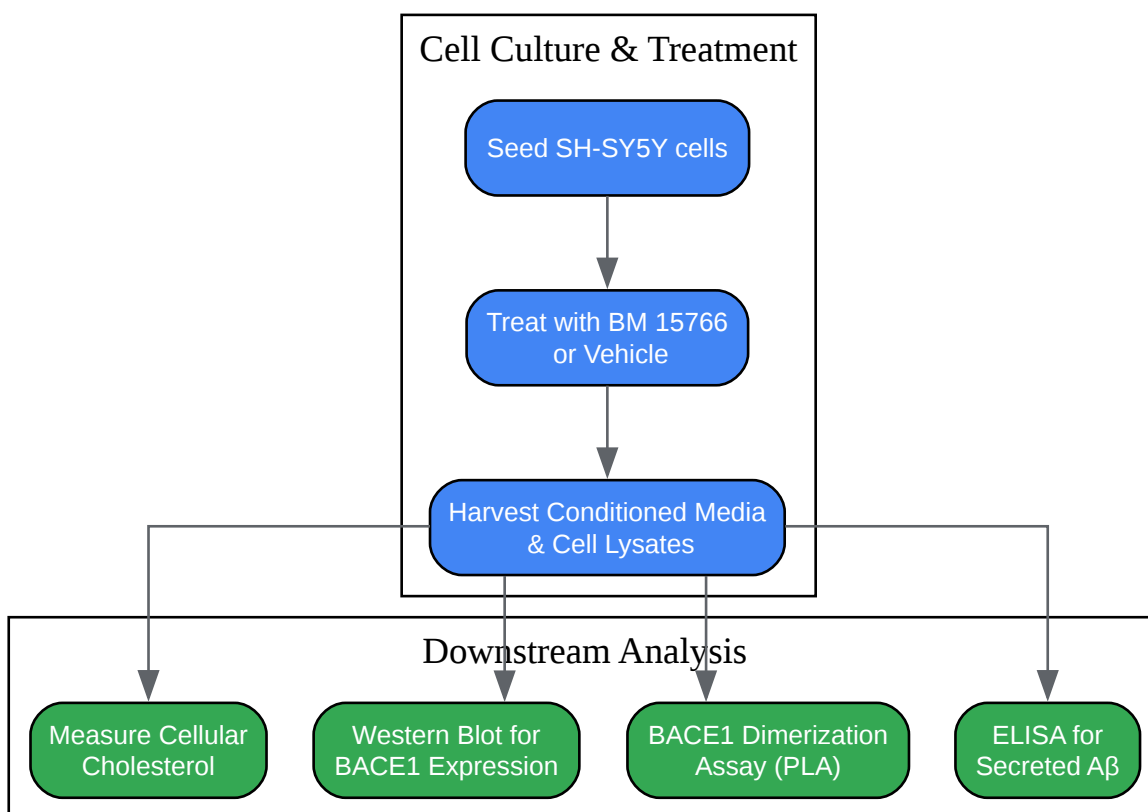 Cell Culture & Treatment
Seed SH-SY5Y cells
Treat with BM 15766
or Vehicle
Harvest Conditioned Media
& Cell Lysates
Downstream Analysis
Measure Cellular
Cholesterol
Western Blot for
BACE1 Expression
BACE1 Dimerization
Assay (PLA)
ELISA for
Secreted Aβ